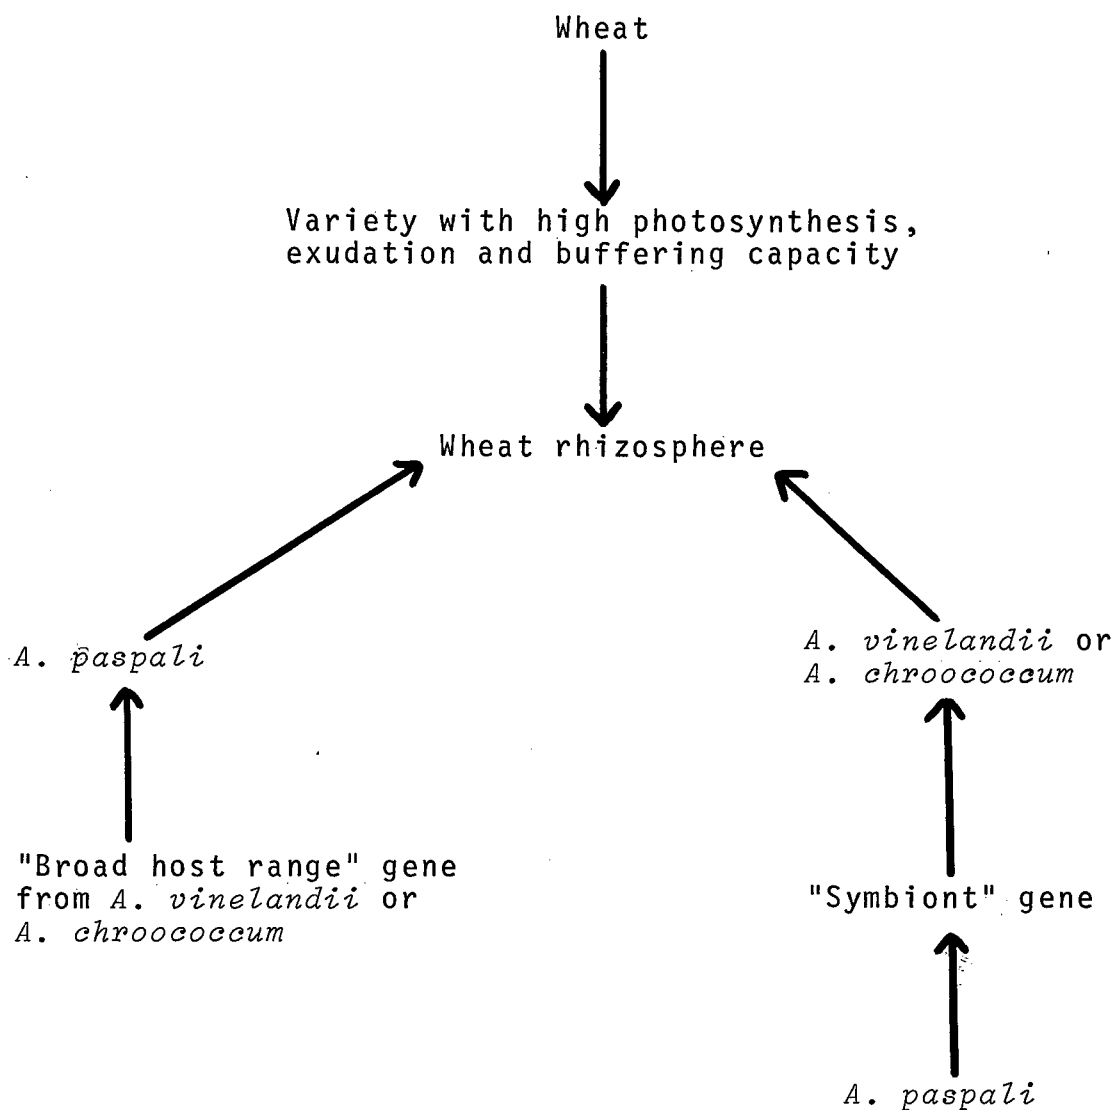 Wheat
Variety with high photosynthesis,
exudation and buffering capacity
Wheat rhizosphere
A. paspali
A. vinelandii or
A. chroococcum
"Broad host range" gene
from A. vinelandii or
A. chroococcum
"Symbiont" gene
A. paspali